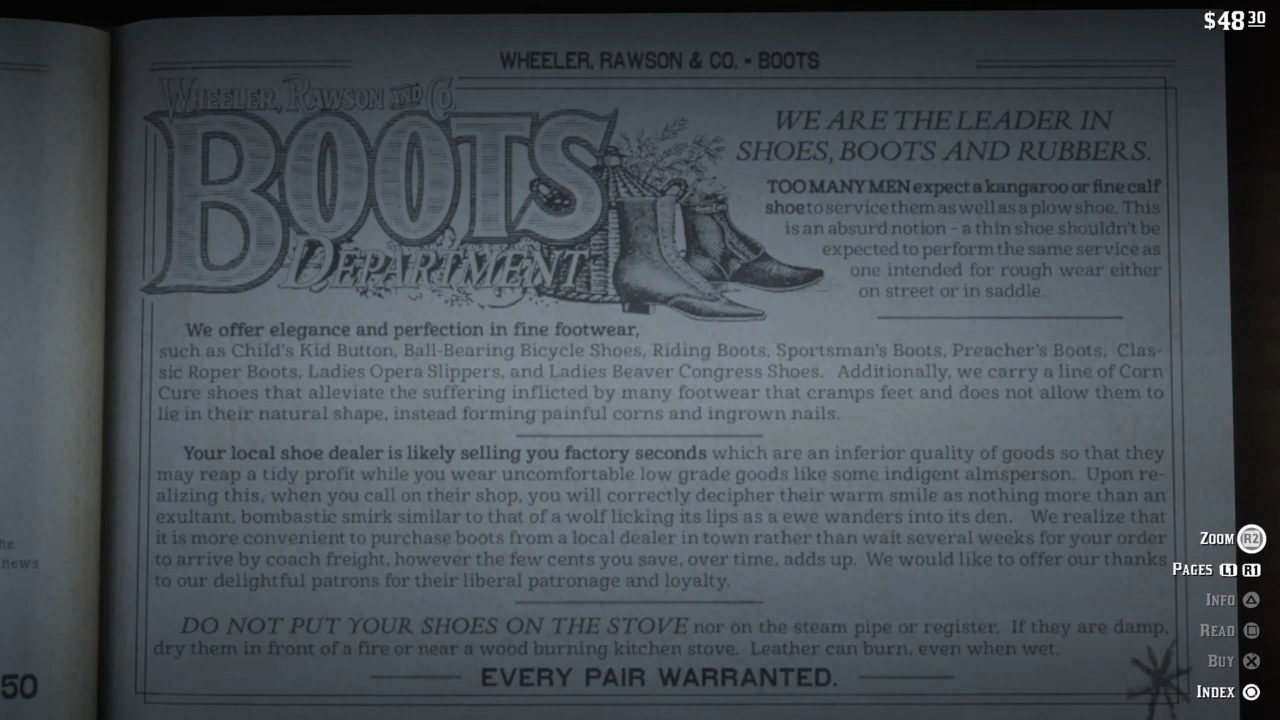 $48 30
WHEELER, RAWSON & CO. - BOOTS
WHEELER, RAWSON AND CO.
BOOTS
DEPARTMENT
WE ARE THE LEADER IN
SHOES, BOOTS AND RUBBERS.
TOO MANY MEN expect a kangaroo or fine calf
shoe to service them as well as a plow shoe. This
is an absurd notion - a thin shoe shouldn't be
expected to perform the same service as
one intended for rough wear either
on street or in saddle.
We offer elegance and perfection in fine footwear,
such as Child's Kid Button, Ball-Bearing Bicycle Shoes, Riding Boots, Sportsman's Boots, Preacher's Boots, Clas-
sic Roper Boots, Ladies Opera Slippers, and Ladies Beaver Congress Shoes. Additionally, we carry a line of Corn
Cure shoes that alleviate the suffering inflicted by many footwear that cramps feet and does not allow them to
lie in their natural shape, instead forming painful corns and ingrown nails.
Your local shoe dealer is likely selling you factory seconds which are an inferior quality of goods so that they
may reap a tidy profit while you wear uncomfortable low grade goods like some indigent almsperson. Upon re-
alizing this, when you call on their shop, you will correctly decipher their warm smile as nothing more than an
exultant, bombastic smirk similar to that of a wolf licking its lips as a ewe wanders into its den. We realize that
it is more convenient to purchase boots from a local dealer in town rather than wait several weeks for your order
to arrive by coach freight, however the few cents you save, over time, adds up. We would like to offer our thanks
to our delightful patrons for their liberal patronage and loyalty.
DO NOT PUT YOUR SHOES ON THE STOVE nor on the steam pipe or register. If they are damp,
dry them in front of a fire or near a wood burning kitchen stove. Leather can burn, even when wet.
EVERY PAIR WARRANTED.
he
news
50
ZOOM R2
PAGES L1 R1
INFO
READ
BUY
INDEX